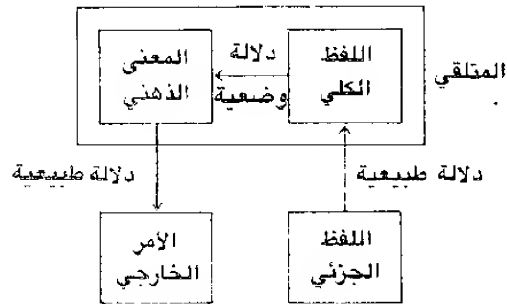 المتلقي
اللفظ
الكلي
دلالة
وضعية
المعنى
الذهني
دلالة طبيعية
دلالة طبيعية
اللفظ
الجزئي
الأمر
الخارجي